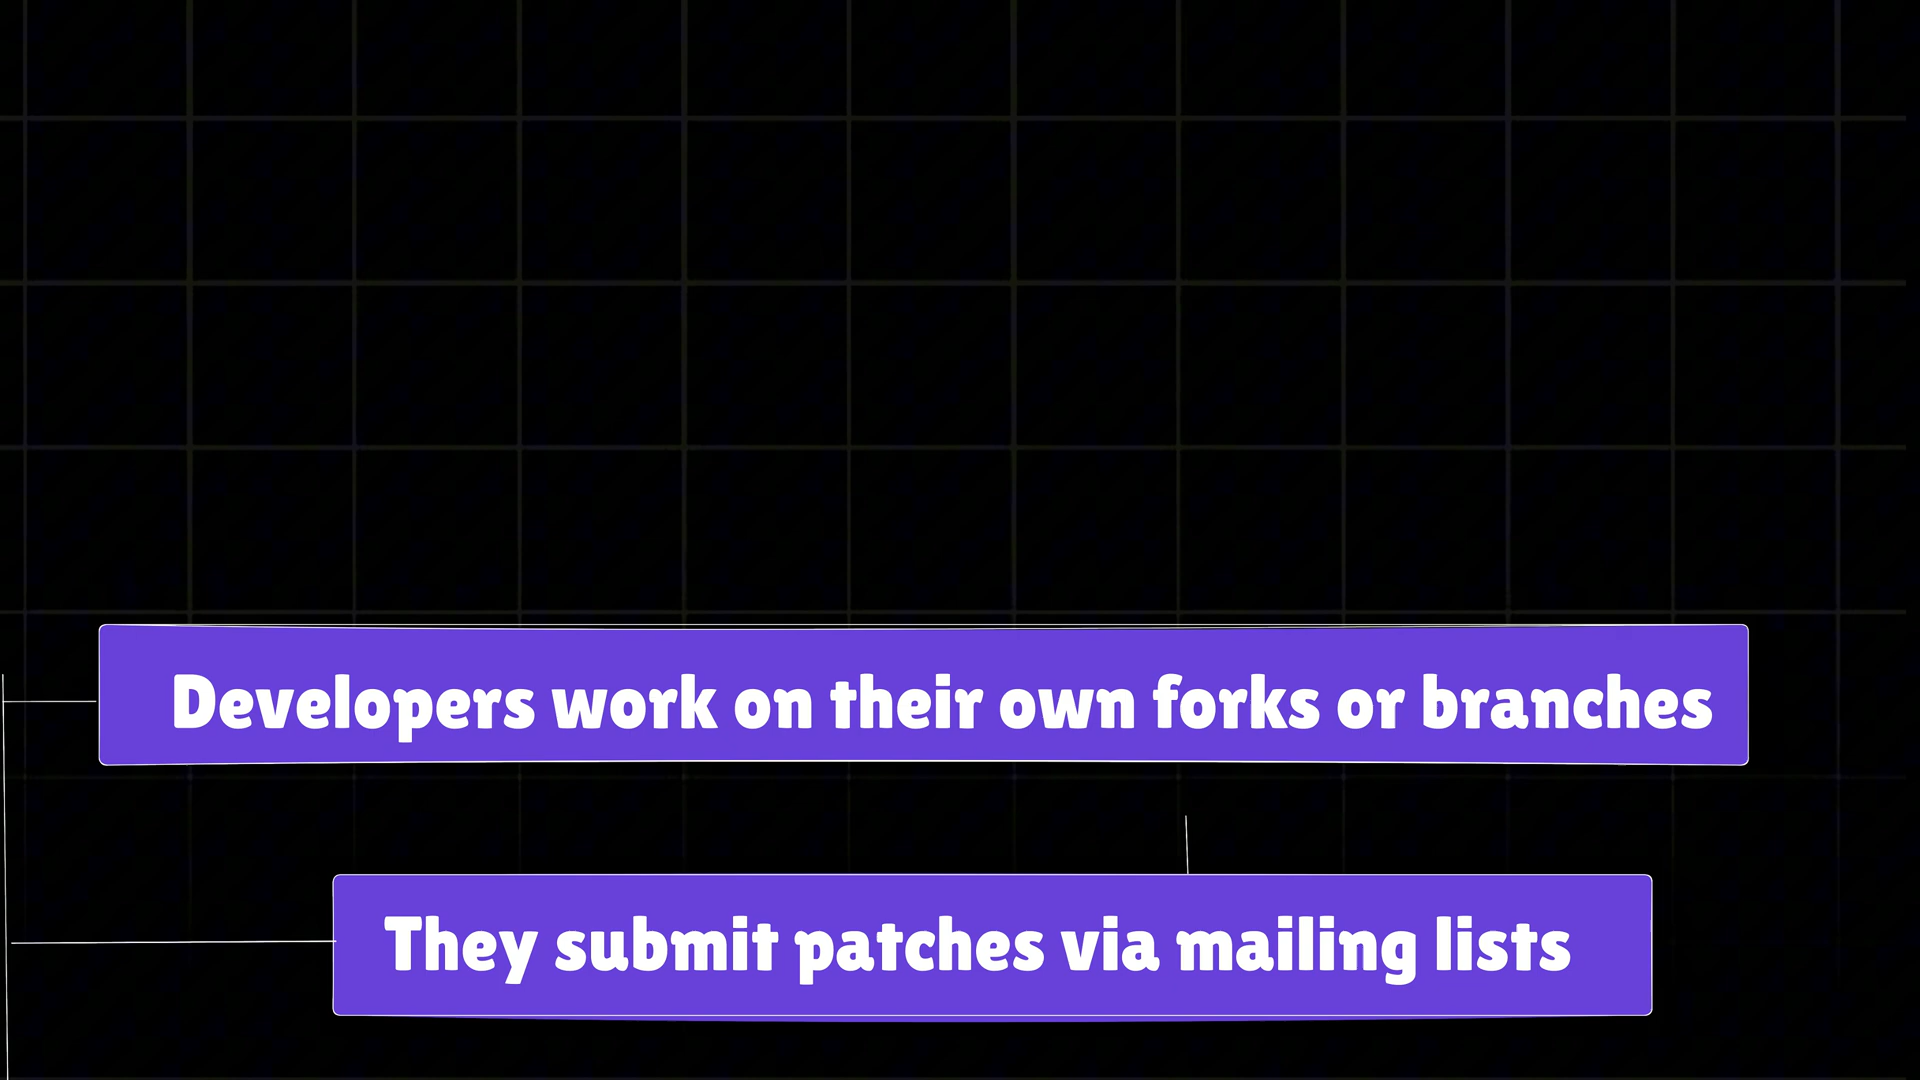 Developers work on their own forks or branches
They submit patches via mailing lists